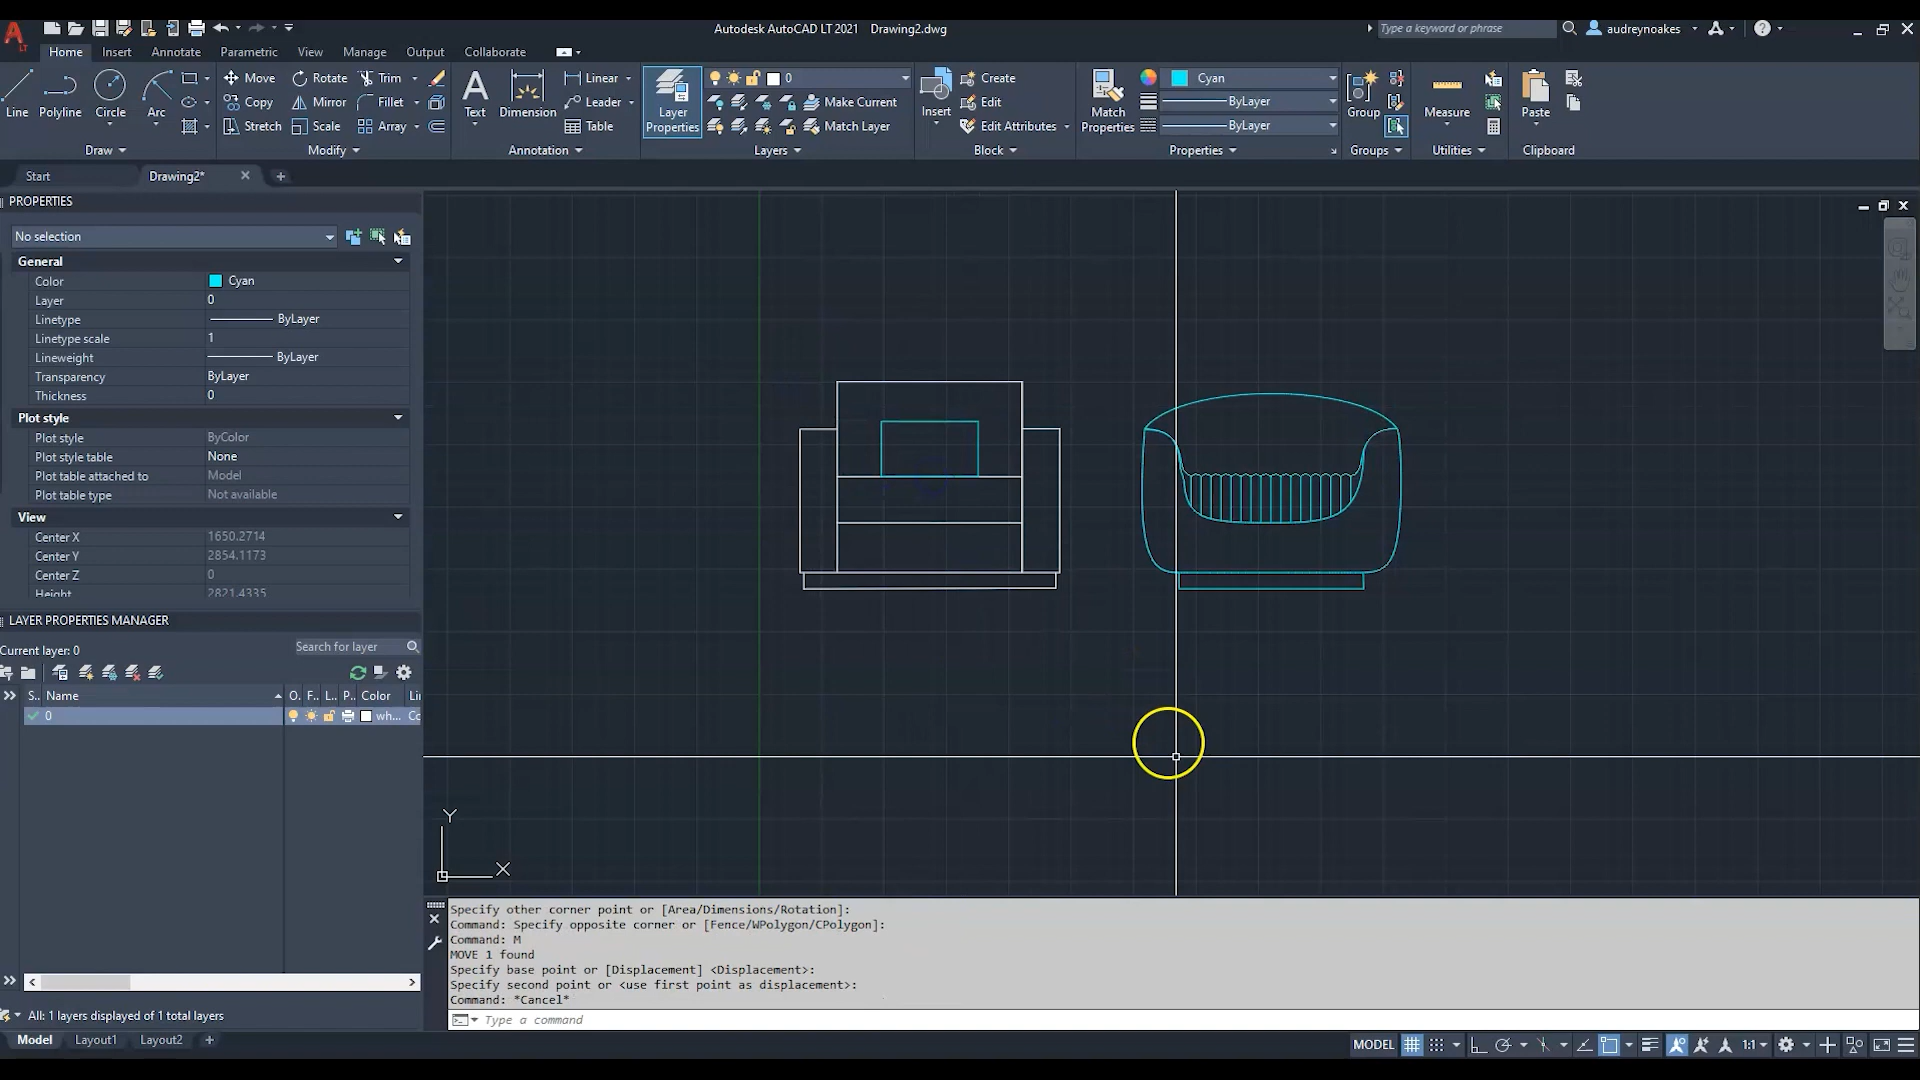 Autodesk AutoCAD LT 2021 Drawing2.dwg
Type a keyword or phrase
audreynoakes
LT
Home Insert Annotate Parametric View Manage Output Collaborate
Line
Polyline
Circle
Arc
Draw
Move Rotate Trim
Copy Mirror Fillet
Stretch Scale Array
Modify
Text
Dimension
Linear
Leader
Table
Annotation
Layer Properties
0
Make Current
Match Layer
Layers
Insert
Create
Edit
Edit Attributes
Block
Match Properties
Cyan
ByLayer
ByLayer
Properties
Group
Groups
Measure
Utilities
Paste
Clipboard
Start Drawing2*
PROPERTIES
No selection
General
Color Cyan
Layer 0
Linetype ByLayer
Linetype scale 1
Lineweight ByLayer
Transparency ByLayer
Thickness 0
Plot style
Plot style ByColor
Plot style table None
Plot table attached to Model
Plot table type Not available
View
Center X 1650.2714
Center Y 2854.1173
Center Z 0
Height 2821.4335
LAYER PROPERTIES MANAGER
Current layer: 0
Search for layer
S.. Name O. F.. L.. P.. Color Li
0 wh... Co
All: 1 layers displayed of 1 total layers
Y
X
Specify other corner point or [Area/Dimensions/Rotation]:
Command: Specify opposite corner or [Fence/WPolygon/CPolygon]:
Command: M
MOVE 1 found
Specify base point or [Displacement] <Displacement>:
Specify second point or <use first point as displacement>:
Command: *Cancel*
Type a command
Model Layout1 Layout2
MODEL 1:1